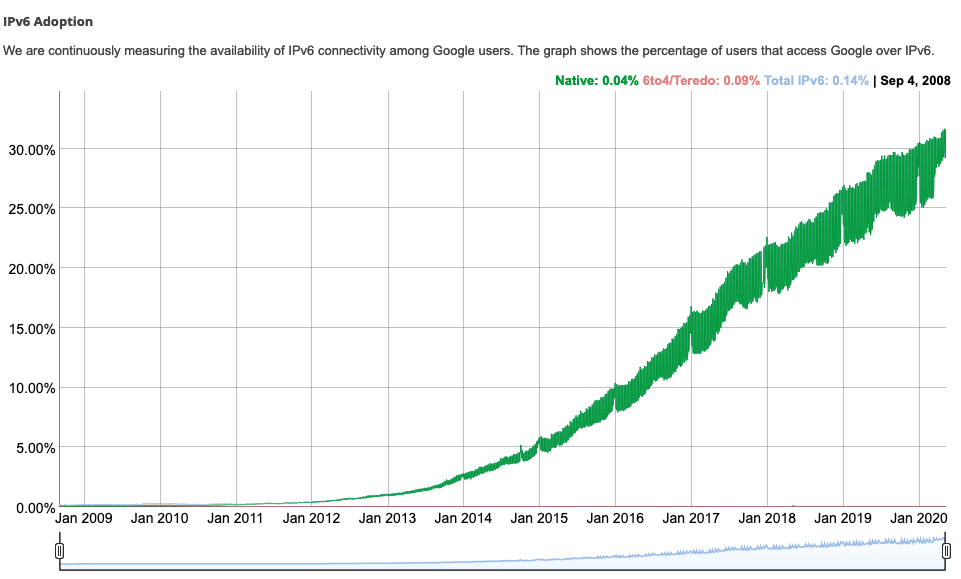 IPv6 Adoption
We are continuously measuring the availability of IPv6 connectivity among Google users. The graph shows the percentage of users that access Google over IPv6.
Native: 0.04% 6to4/Teredo: 0.09% Total IPv6: 0.14% | Sep 4, 2008
30.00%
25.00%
20.00%
15.00%
10.00%
5.00%
0.00%
Jan 2009 Jan 2010 Jan 2011 Jan 2012 Jan 2013 Jan 2014 Jan 2015 Jan 2016 Jan 2017 Jan 2018 Jan 2019 Jan 2020